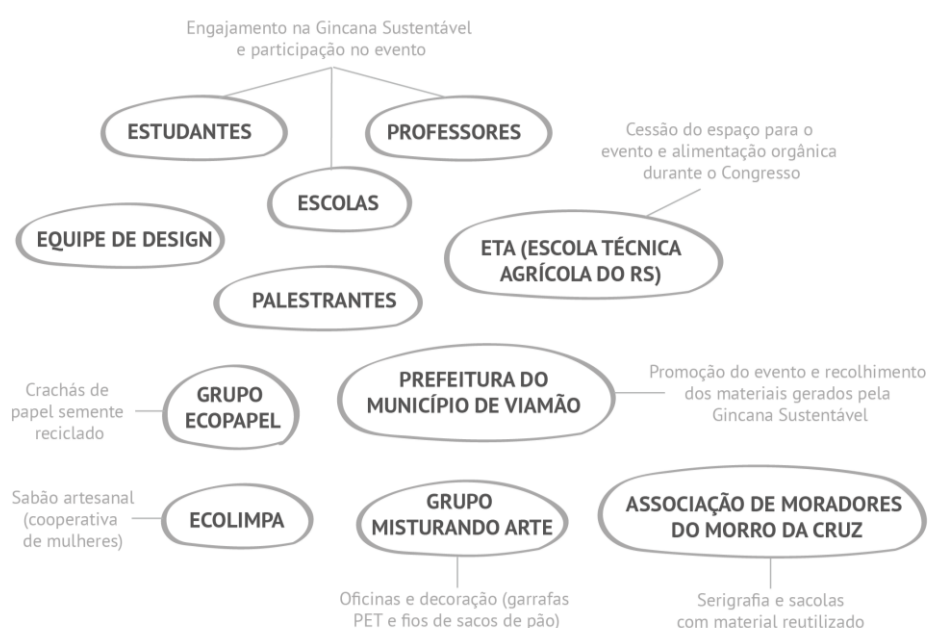 Engajamento na Gincana Sustentável
e participação no evento
ESTUDANTES
PROFESSORES
Cessão do espaço para o
evento e alimentação orgânica
durante o Congresso
ESCOLAS
EQUIPE DE DESIGN
ETA (ESCOLA TÉCNICA
AGRÍCOLA DO RS)
PALESTRANTES
Crachás de
papel semente
reciclado
GRUPO
ECOPAPEL
PREFEITURA DO
MUNICÍPIO DE VIAMÃO
Promoção do evento e recolhimento
dos materiais gerados pela
Gincana Sustentável
Sabão artesanal
(cooperativa
de mulheres)
ECOLIMPA
GRUPO
MISTURANDO ARTE
ASSOCIAÇÃO DE MORADORES
DO MORRO DA CRUZ
Oficinas e decoração (garrafas
PET e fios de sacos de pão)
Serigrafia e sacolas
com material reutilizado